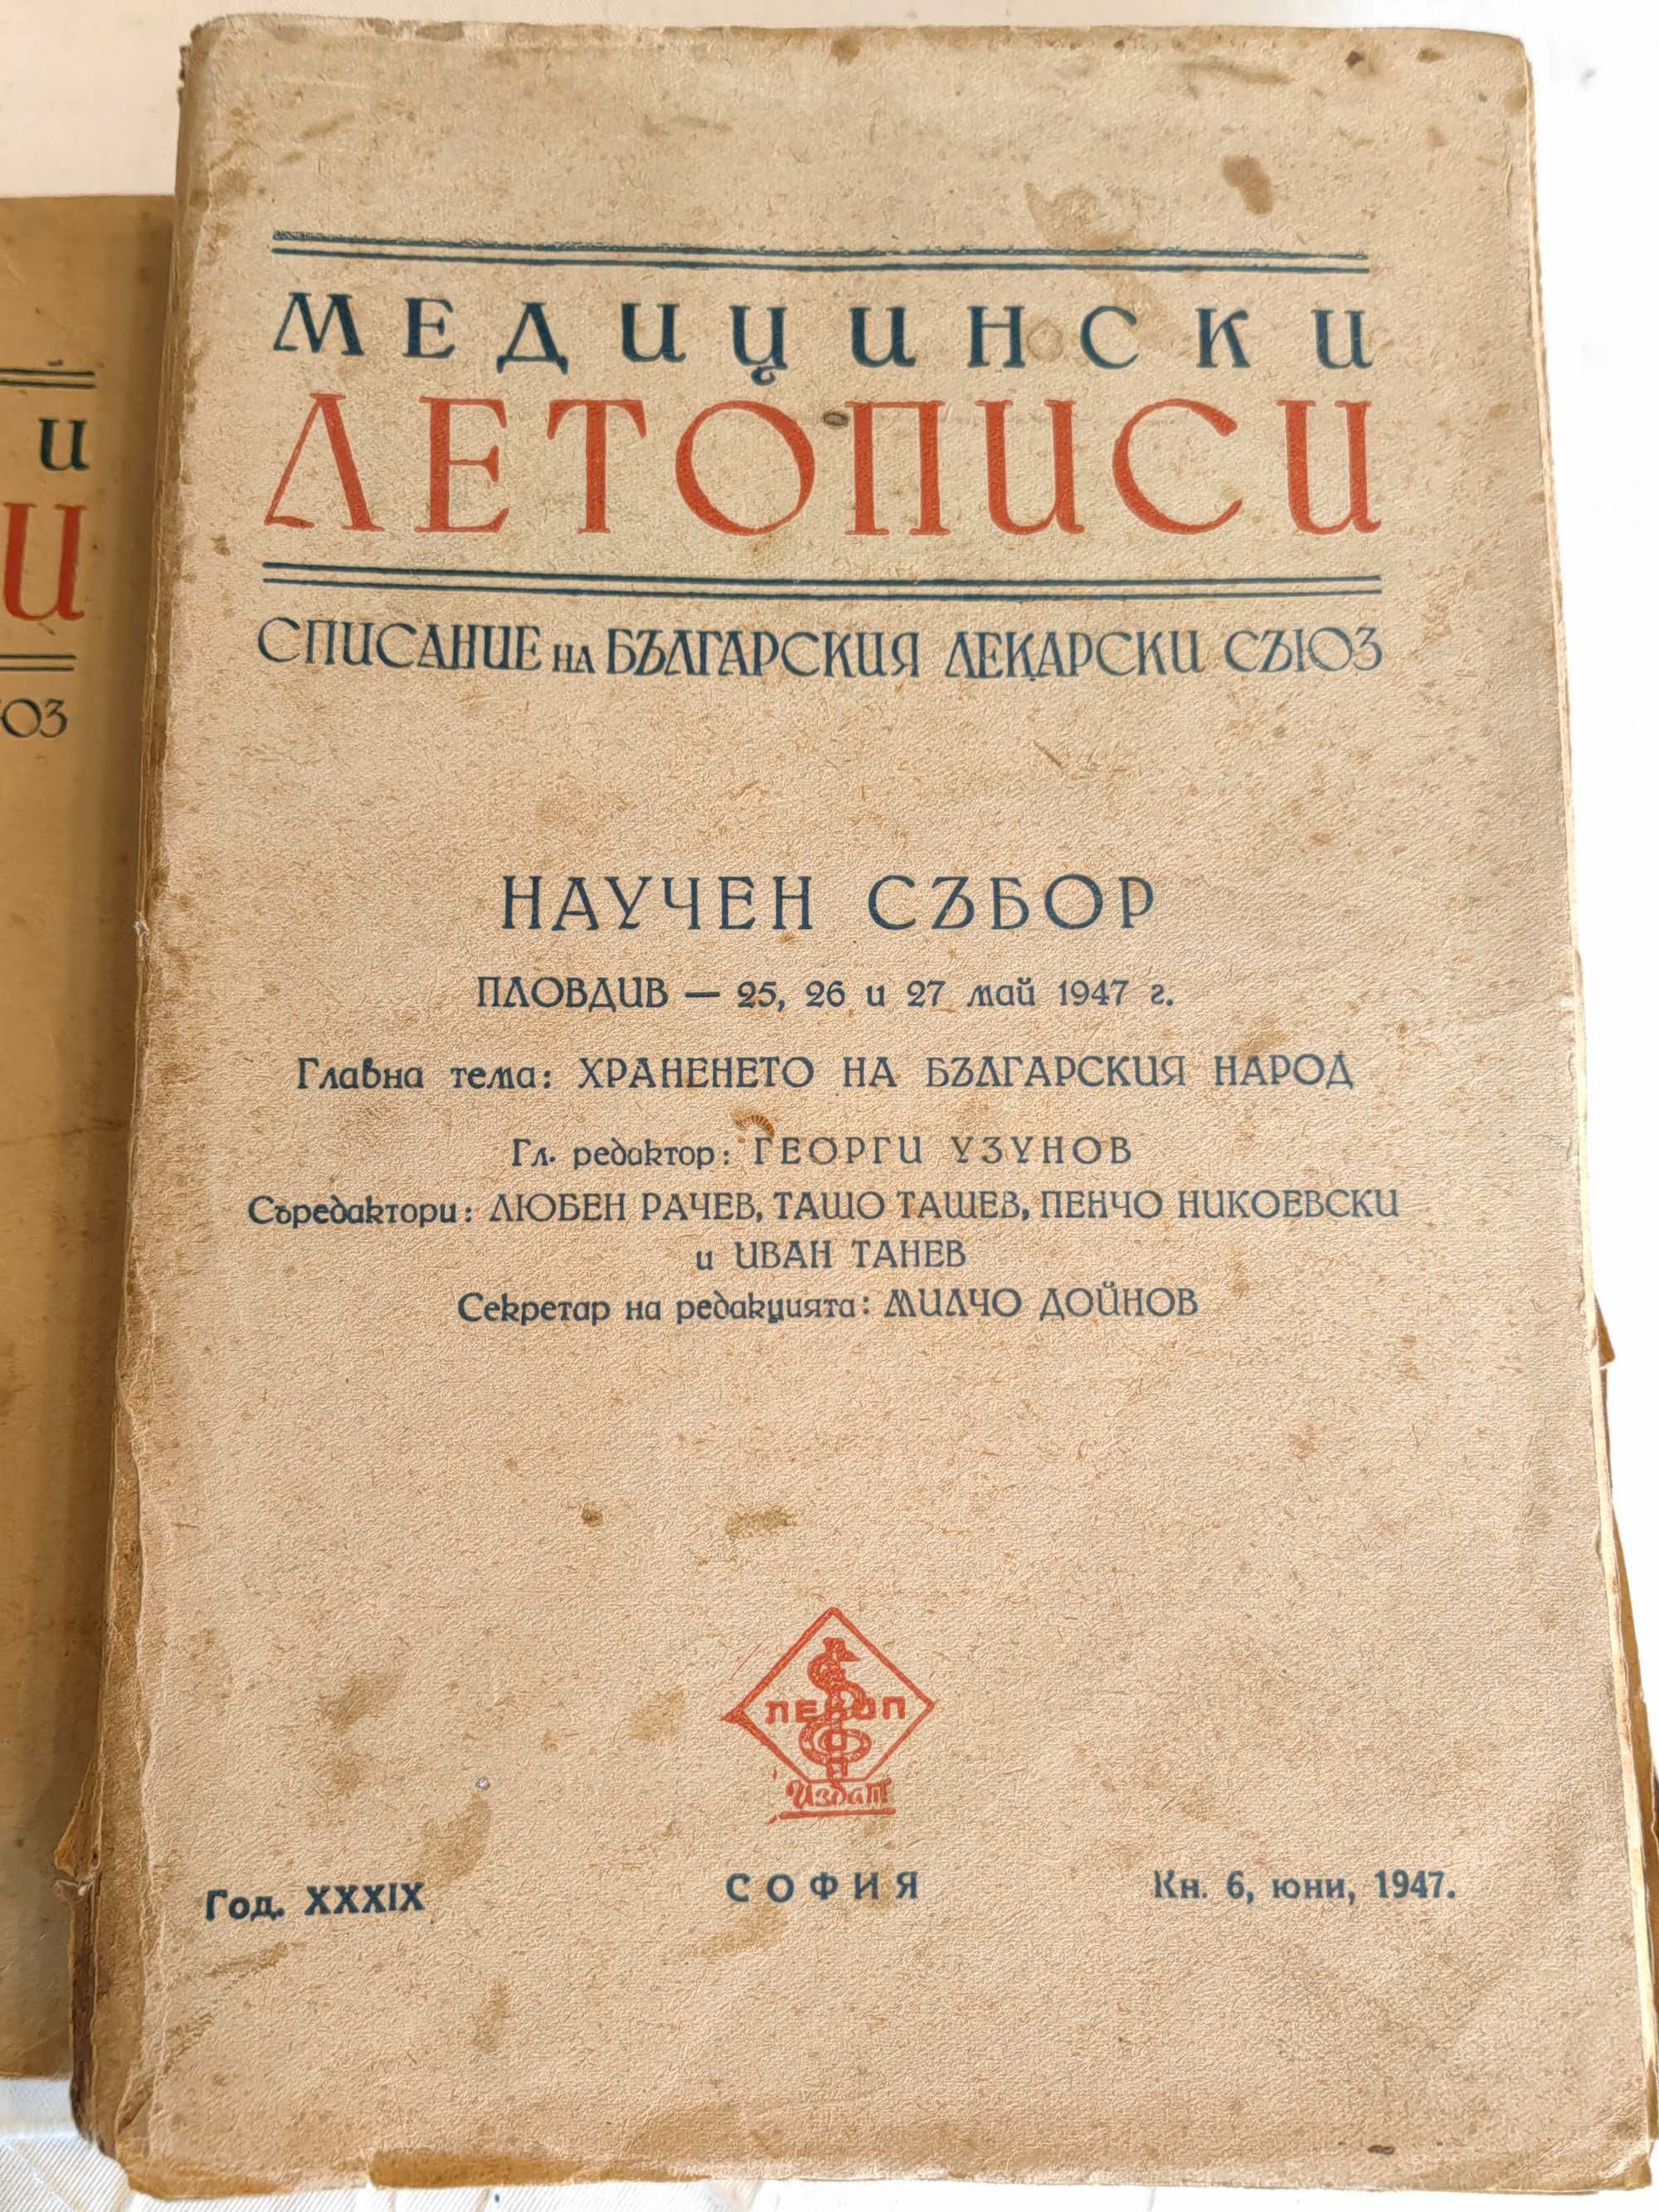 МЕДИЦИНСКИ
ЛЕТОПИСИ
СПИСАНИЕ НА БЪЛГАРСКИЯ ЛЕКАРСКИ СЪЮЗ
НАУЧЕН СЪБОР
ПЛОВДИВ — 25, 26 и 27 май 1947 г.
Главна тема: ХРАНЕНЕТО НА БЪЛГАРСКИЯ НАРОД
Гл. редактор: ГЕОРГИ УЗУНОВ
Съредактори: ЛЮБЕН РАЧЕВ, ТАШО ТАШЕВ, ПЕНЧО НИКОЕВСКИ
и ИВАН ТАНЕВ
Секретар на редакцията: МИЛЧО ДОЙНОВ
ЛЕКОП
Издат
Год. XXXIX СОФИЯ Кн. 6, юни, 1947.
и
И
ЮЗ